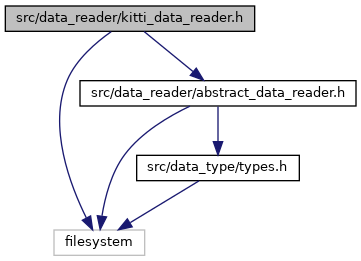 src/data_reader/kitti_data_reader.h
src/data_reader/abstract_data_reader.h
src/data_type/types.h
filesystem